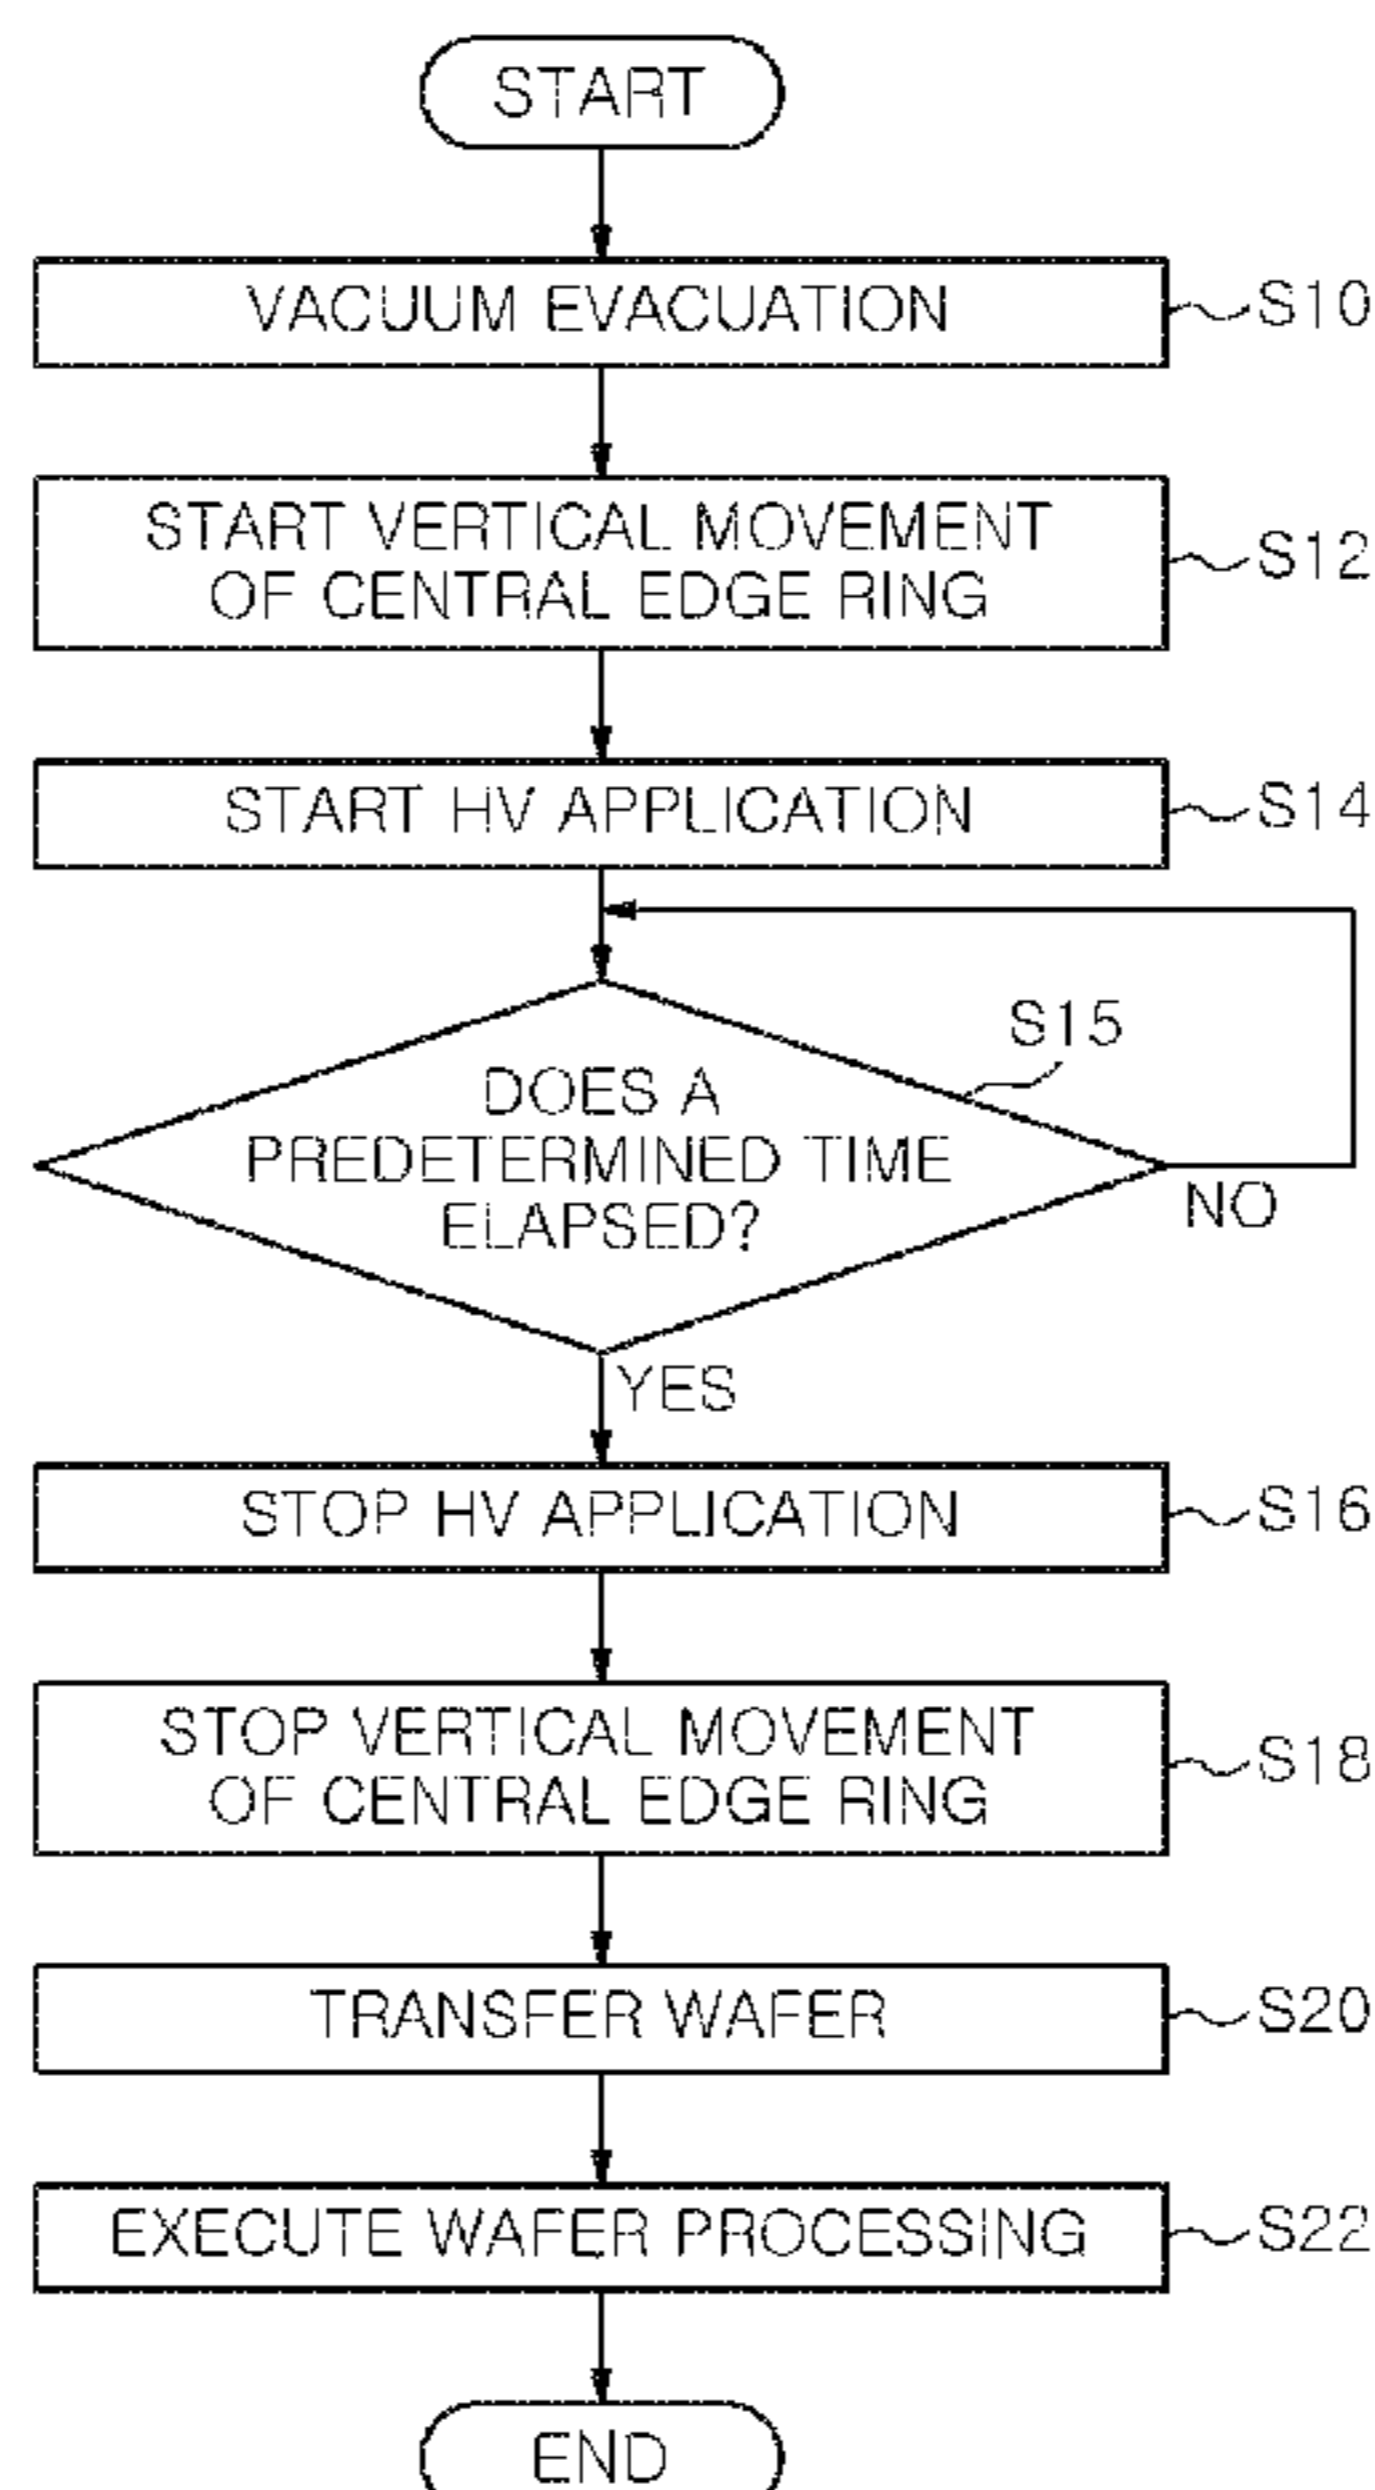 START
VACUUM EVACUATION
S10
START VERTICAL MOVEMENT
OF CENTRAL EDGE RING
S12
START HV APPLICATION
S14
S15
DOES A
PREDETERMINED TIME
ELAPSED?
NO
YES
STOP HV APPLICATION
S16
STOP VERTICAL MOVEMENT
OF CENTRAL EDGE RING
S18
TRANSFER WAFER
S20
EXECUTE WAFER PROCESSING
S22
END